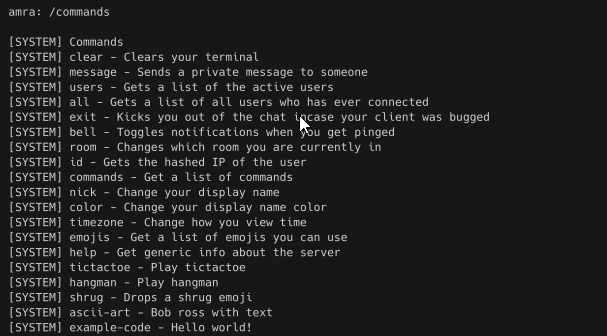 amra: /commands
[SYSTEM] Commands
[SYSTEM] clear - Clears your terminal
[SYSTEM] message - Sends a private message to someone
[SYSTEM] users - Gets a list of the active users
[SYSTEM] all - Gets a list of all users who has ever connected
[SYSTEM] exit - Kicks you out of the chat incase your client was bugged
[SYSTEM] bell - Toggles notifications when you get pinged
[SYSTEM] room - Changes which room you are currently in
[SYSTEM] id - Gets the hashed IP of the user
[SYSTEM] commands - Get a list of commands
[SYSTEM] nick - Change your display name
[SYSTEM] color - Change your display name color
[SYSTEM] timezone - Change how you view time
[SYSTEM] emojis - Get a list of emojis you can use
[SYSTEM] help - Get generic info about the server
[SYSTEM] tictactoe - Play tictactoe
[SYSTEM] hangman - Play hangman
[SYSTEM] shrug - Drops a shrug emoji
[SYSTEM] ascii-art - Bob ross with text
[SYSTEM] example-code - Hello world!